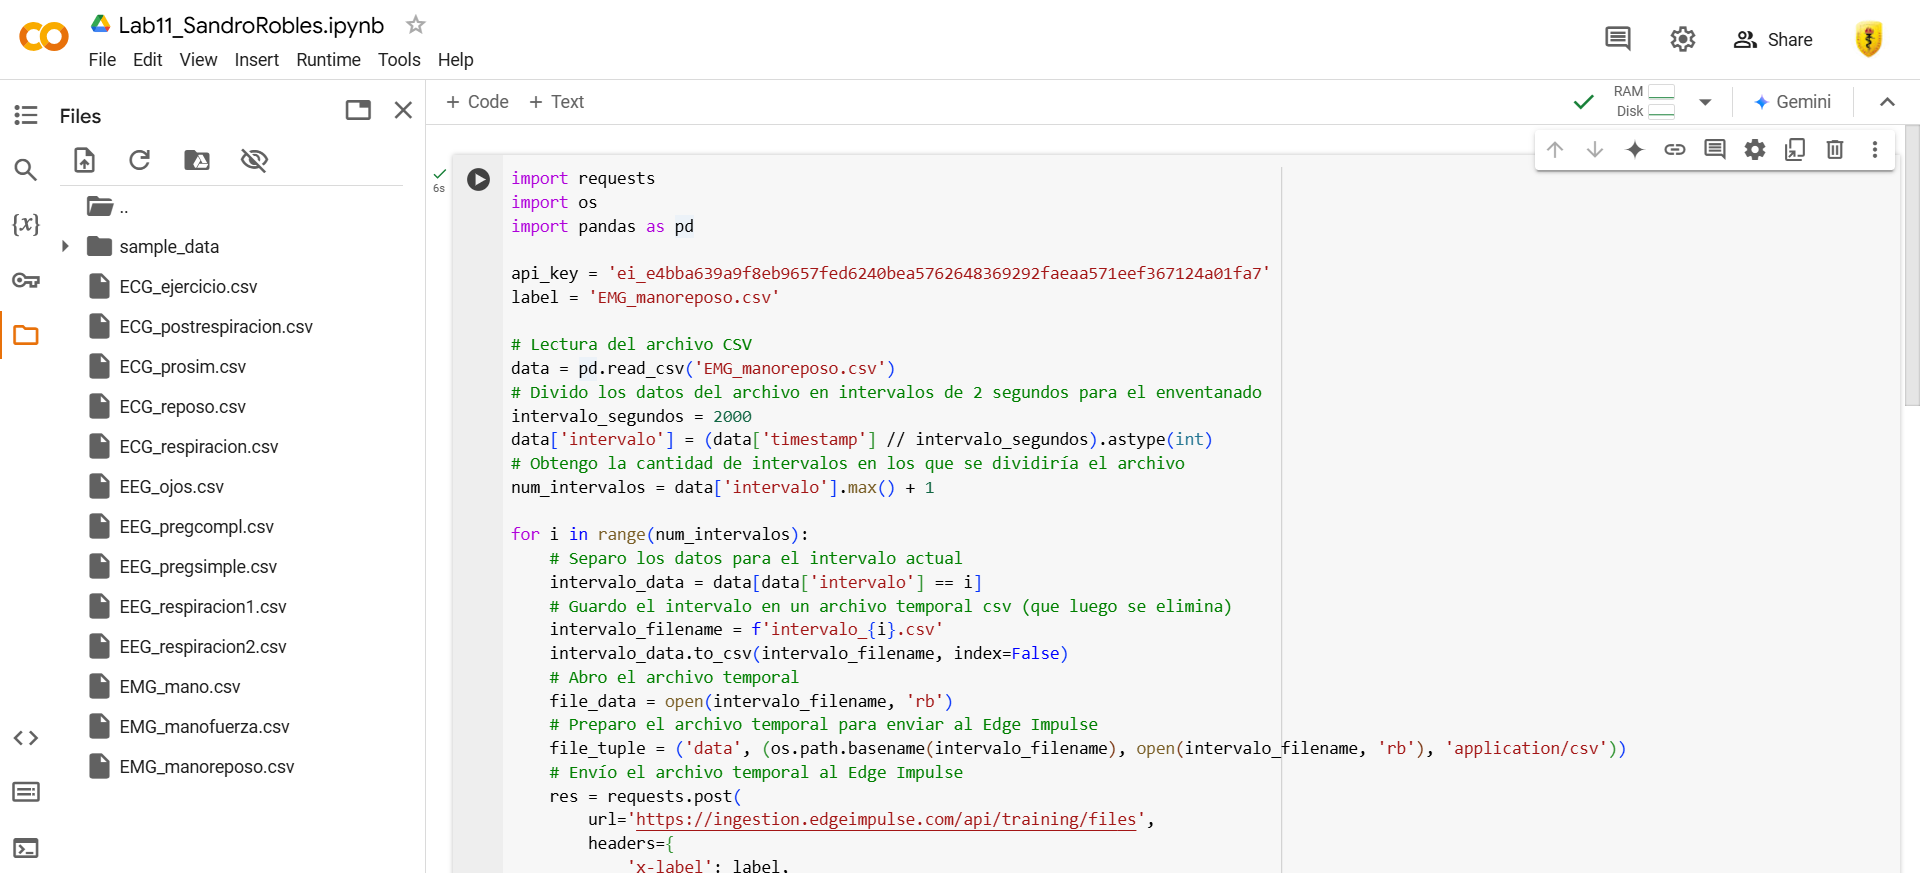 Lab11_SandroRobles.ipynb
File Edit View Insert Runtime Tools Help
Share
Files
+ Code + Text
RAM
Disk
Gemini
..
sample_data
ECG_ejercicio.csv
ECG_postrespiracion.csv
ECG_prosim.csv
ECG_reposo.csv
ECG_respiracion.csv
EEG_ojos.csv
EEG_pregcompl.csv
EEG_pregsimple.csv
EEG_respiracion1.csv
EEG_respiracion2.csv
EMG_mano.csv
EMG_manofuerza.csv
EMG_manoreposo.csv
{x}
6s
import requests
import os
import pandas as pd
api_key = 'ei_e4bba639a9f8eb9657fed6240bea5762648369292faeaa571eef367124a01fa7'
label = 'EMG_manoreposo.csv'
# Lectura del archivo CSV
data = pd.read_csv('EMG_manoreposo.csv')
# Divido los datos del archivo en intervalos de 2 segundos para el enventanado
intervalo_segundos = 2000
data['intervalo'] = (data['timestamp'] // intervalo_segundos).astype(int)
# Obtengo la cantidad de intervalos en los que se dividiría el archivo
num_intervalos = data['intervalo'].max() + 1
for i in range(num_intervalos):
# Separo los datos para el intervalo actual
intervalo_data = data[data['intervalo'] == i]
# Guardo el intervalo en un archivo temporal csv (que luego se elimina)
intervalo_filename = f'intervalo_{i}.csv'
intervalo_data.to_csv(intervalo_filename, index=False)
# Abro el archivo temporal
file_data = open(intervalo_filename, 'rb')
# Preparo el archivo temporal para enviar al Edge Impulse
file_tuple = ('data', (os.path.basename(intervalo_filename), open(intervalo_filename, 'rb'), 'application/csv'))
# Envío el archivo temporal al Edge Impulse
res = requests.post(
url='https://ingestion.edgeimpulse.com/api/training/files',
headers={
'x-label': label,